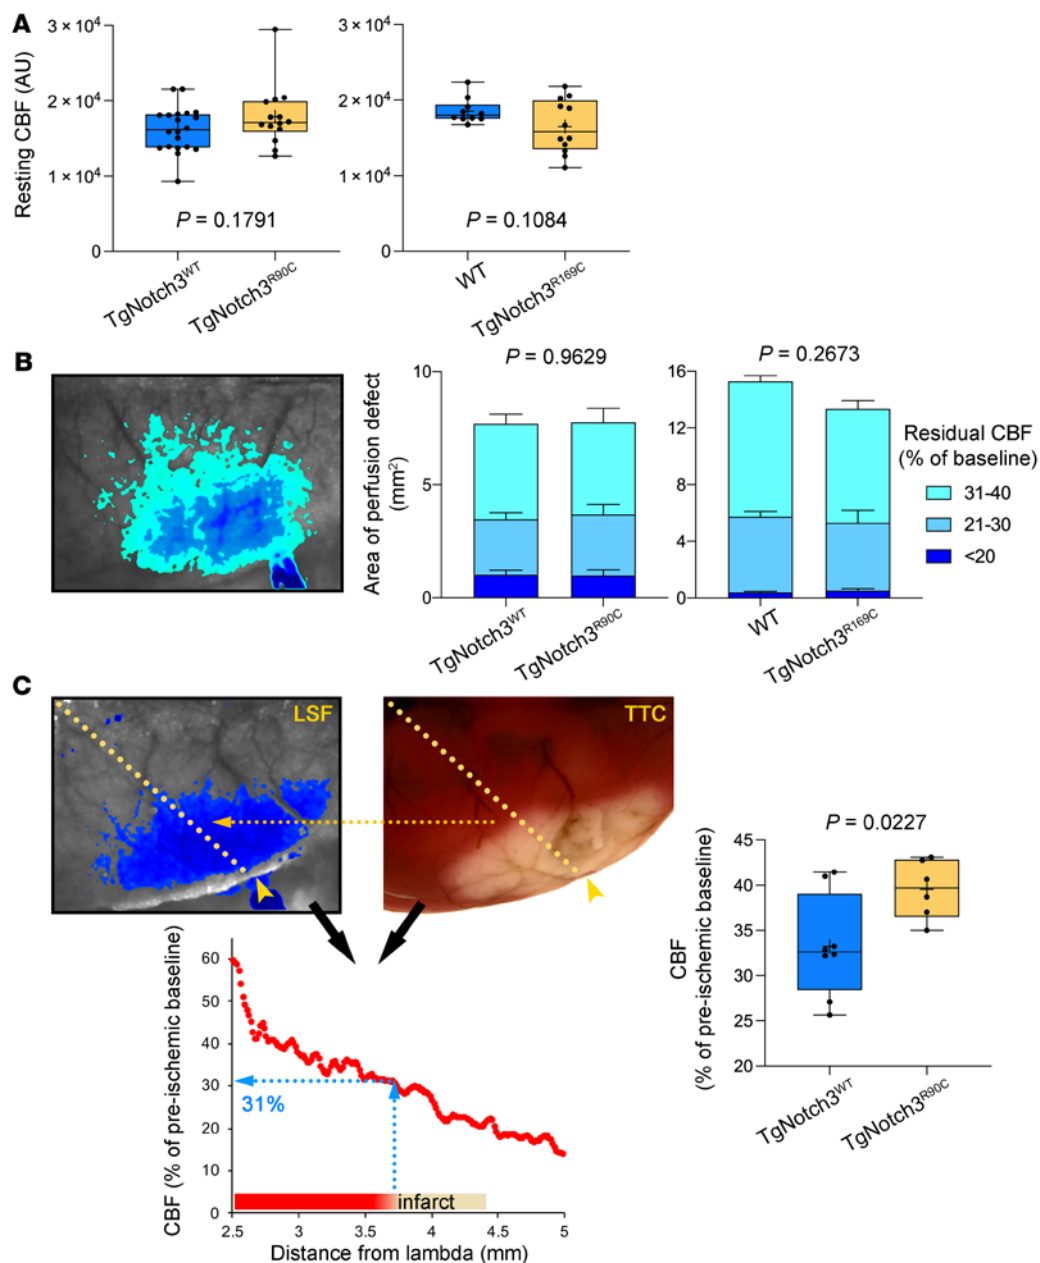 A
Resting CBF (AU)
3 × 10⁴
2 × 10⁴
1 × 10⁴
0
P = 0.1791
TgNotch3^WT
TgNotch3^R90C
3 × 10⁴
2 × 10⁴
1 × 10⁴
0
P = 0.1084
WT
TgNotch3^R169C
B
Area of perfusion defect
(mm²)
10
5
0
P = 0.9629
TgNotch3^WT
TgNotch3^R90C
16
12
8
4
0
P = 0.2673
WT
TgNotch3^R169C
Residual CBF
(% of baseline)
31-40
21-30
<20
C
LSF
TTC
CBF (% of pre-ischemic baseline)
60
50
40
30
20
10
0
31%
infarct
2.5
3
3.5
4
4.5
5
Distance from lambda (mm)
CBF
(% of pre-ischemic baseline)
45
40
35
30
25
20
P = 0.0227
TgNotch3^WT
TgNotch3^R90C